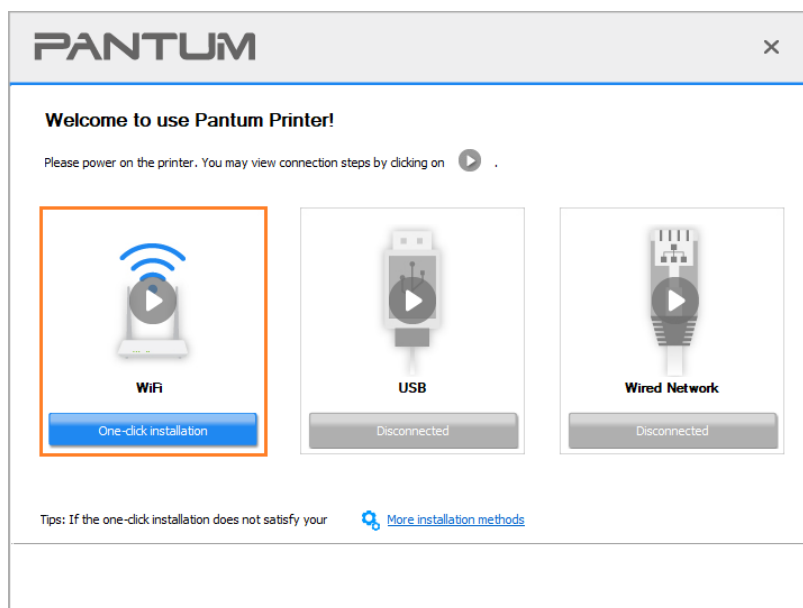 PANTUM
Welcome to use Pantum Printer!
Please power on the printer. You may view connection steps by clicking on .
WiFi
USB
Wired Network
One-click installation
Disconnected
Disconnected
Tips: If the one-click installation does not satisfy your More installation methods